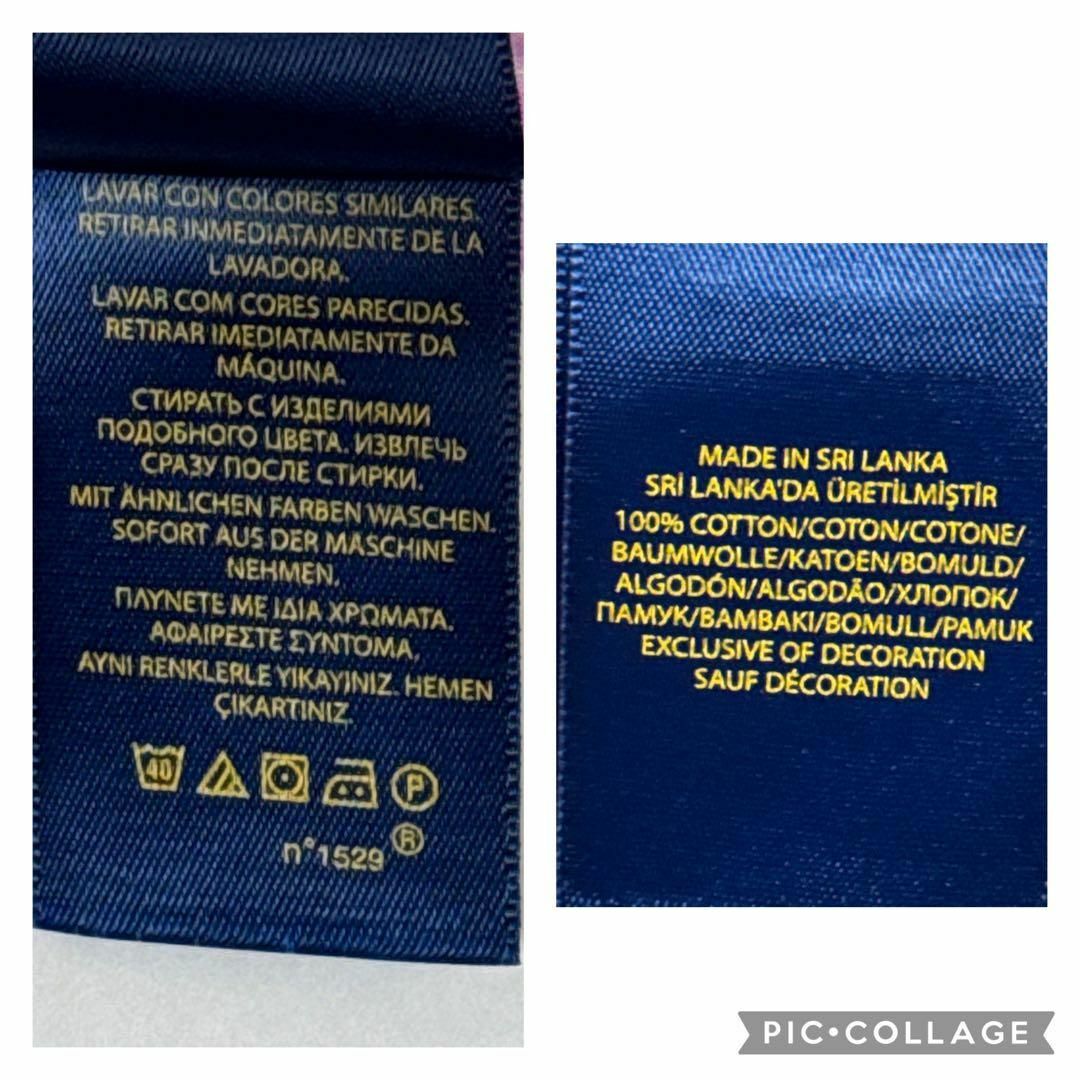 LAVAR CON COLORES SIMILARES.
RETIRAR INMEDIATAMENTE DE LA
LAVADORA.
LAVAR COM CORES PARECIDAS.
RETIRAR IMEDIATAMENTE DA
MÁQUINA.
СТИРАТЬ С ИЗДЕЛИЯМИ
ПОДОБНОГО ЦВЕТА. ИЗВЛЕЧЬ
СРАЗУ ПОСЛЕ СТИРКИ.
MIT ÄHNLICHEN FARBEN WASCHEN.
SOFORT AUS DER MASCHINE
NEHMEN.
ΠΛΥΝΕΤΕ ΜΕ ΙΔΙΑ ΧΡΩΜΑΤΑ.
ΑΦΑΙΡΕΣΤΕ ΣΥΝΤΟΜΑ.
AYNI RENKLERLE YIKAYINIZ. HEMEN
ÇIKARTINIZ.
40 P
n°1529 ®
MADE IN SRI LANKA
SRİ LANKA'DA ÜRETİLMİŞTİR
100% COTTON/COTON/COTONE/
BAUMWOLLE/KATOEN/BOMULD/
ALGODÓN/ALGODÃO/ХЛОПОК/
ПАМУК/BAMBAKI/BOMULL/PAMUK
EXCLUSIVE OF DECORATION
SAUF DÉCORATION
PIC•COLLAGE